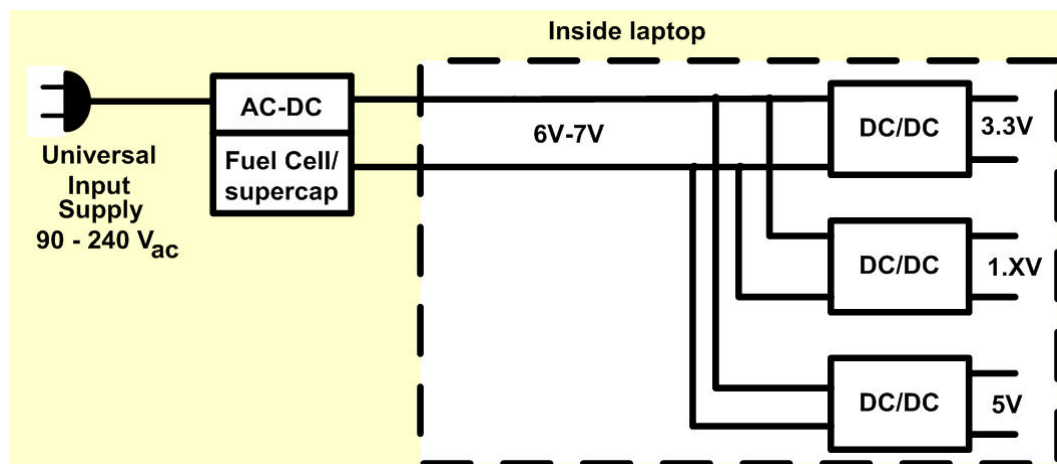 Inside laptop
AC-DC
6V-7V
DC/DC
3.3V
Universal
Input
Supply
90 - 240 Vac
Fuel Cell/
supercap
DC/DC
1.XV
DC/DC
5V